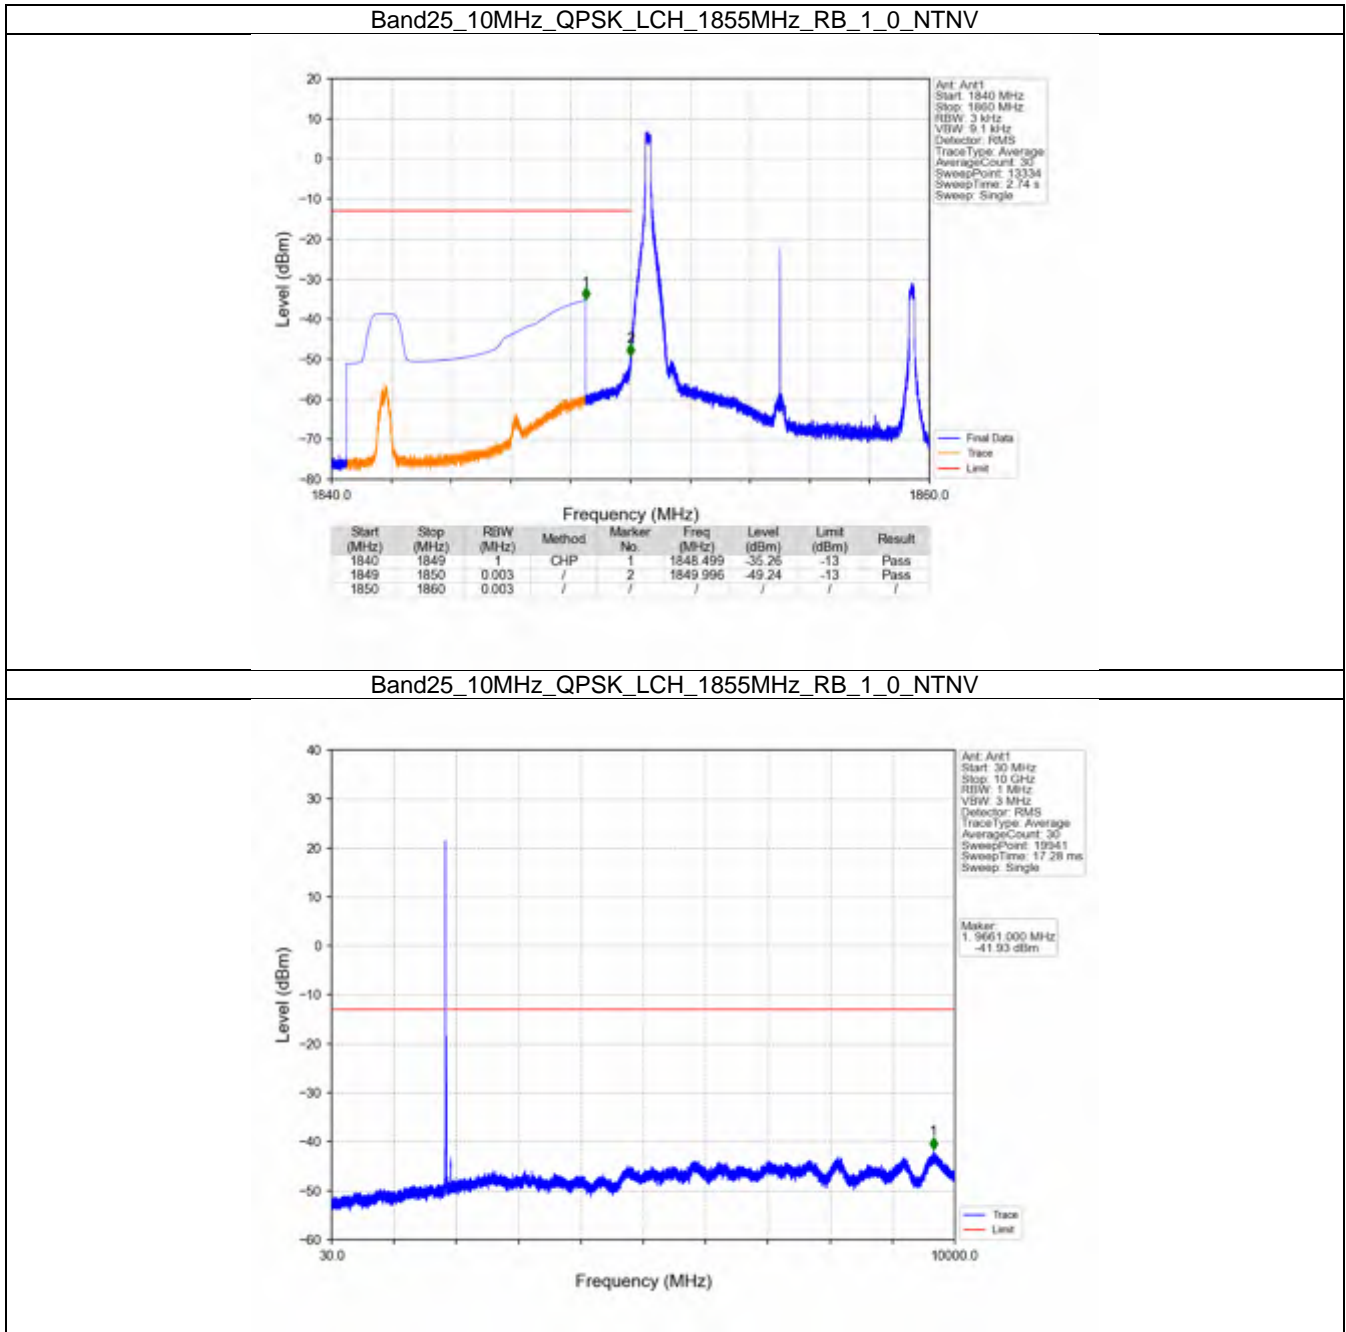 Band25_10MHz_QPSK_LCH_1855MHz_RB_1_0_NTNV
Ant: Ant1
Start: 1840 MHz
Stop: 1860 MHz
RBW: 3 kHz
VBW: 9.1 kHz
Detector: RMS
TraceType: Average
AverageCount: 30
SweepPoint: 13334
SweepTime: 2.74 s
Sweep: Single
20
10
0
−10
−20
−30
−40
−50
−60
−70
−80
Level (dBm)
1
2
Final Data
Trace
Limit
1840.0 1860.0
Frequency (MHz)
Start (MHz) Stop (MHz) RBW (MHz) Method Marker No. Freq (MHz) Level (dBm) Limit (dBm) Result
1840 1849 1 CHP 1 1848.499 -35.26 -13 Pass
1849 1850 0.003 / 2 1849.996 -49.24 -13 Pass
1850 1860 0.003 / / / / / /
Band25_10MHz_QPSK_LCH_1855MHz_RB_1_0_NTNV
Ant: Ant1
Start: 30 MHz
Stop: 10 GHz
RBW: 1 MHz
VBW: 3 MHz
Detector: RMS
TraceType: Average
AverageCount: 30
SweepPoint: 19941
SweepTime: 17.28 ms
Sweep: Single
Maker:
1. 9661.000 MHz
-41.93 dBm
40
30
20
10
0
−10
−20
−30
−40
−50
−60
Level (dBm)
1
Trace
Limit
30.0 10000.0
Frequency (MHz)